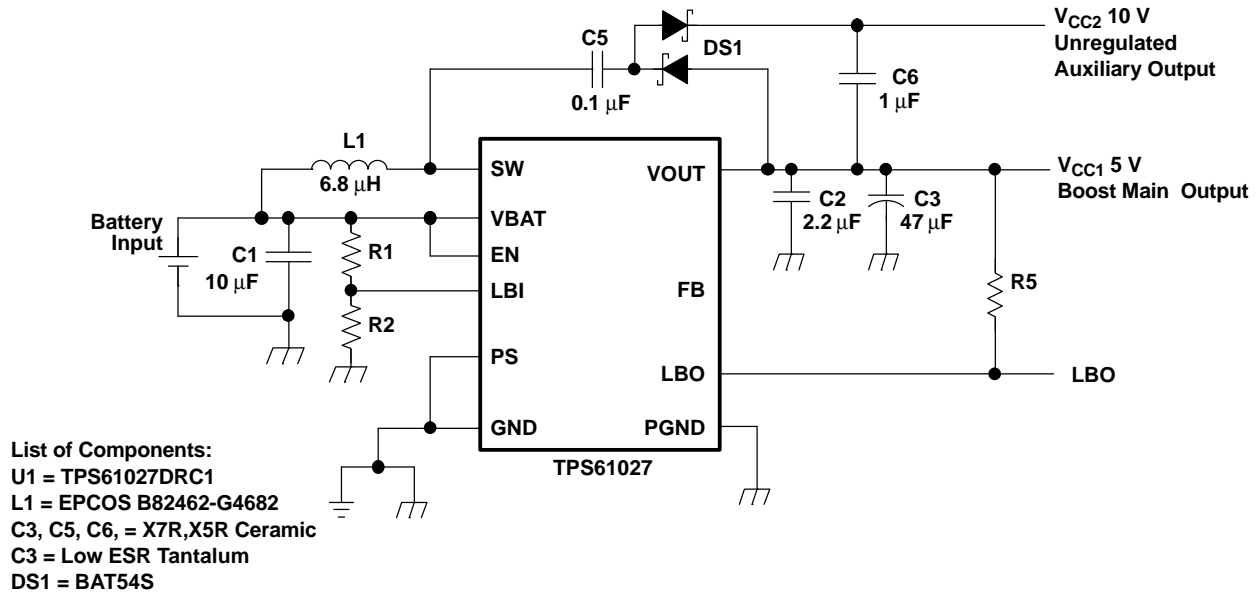 V_CC2 10 V
Unregulated
Auxiliary Output
C5
DS1
0.1 μF
C6
1 μF
L1
6.8 μH
SW
VOUT
V_CC1 5 V
Boost Main Output
C2
2.2 μF
C3
47 μF
Battery
Input
VBAT
C1
10 μF
R1
EN
LBI
FB
R5
R2
PS
LBO
LBO
GND
PGND
TPS61027
List of Components:
U1 = TPS61027DRC1
L1 = EPCOS B82462-G4682
C3, C5, C6, = X7R,X5R Ceramic
C3 = Low ESR Tantalum
DS1 = BAT54S